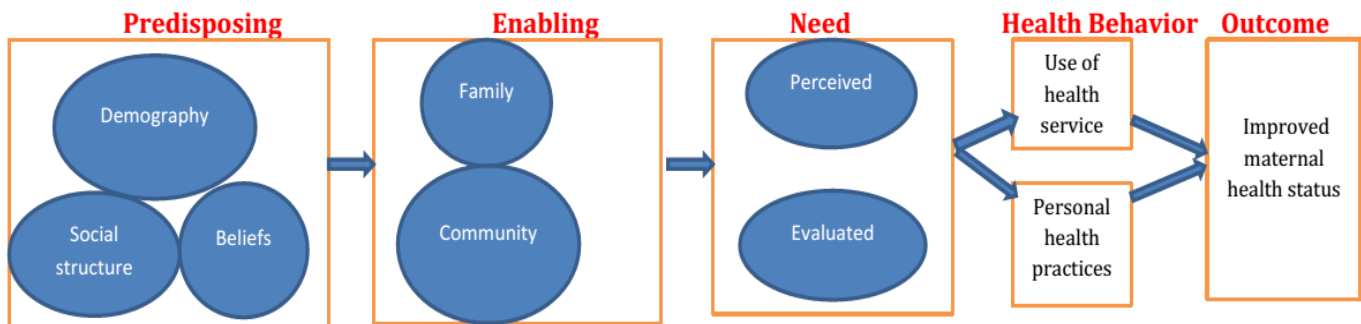 Predisposing
Enabling
Need
Health Behavior
Outcome
Demography
Social
structure
Beliefs
Family
Community
Perceived
Evaluated
Use of
health
service
Personal
health
practices
Improved
maternal
health status